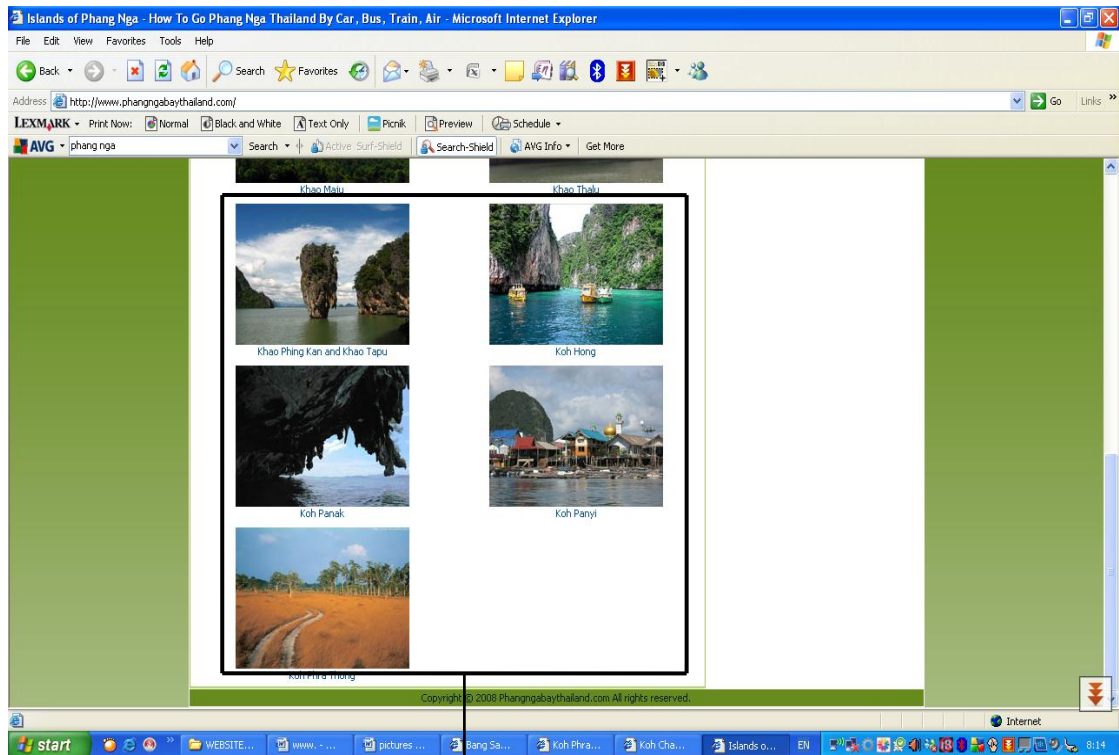 Islands of Phang Nga - How To Go Phang Nga Thailand By Car, Bus, Train, Air - Microsoft Internet Explorer
File Edit View Favorites Tools Help
Back Search Favorites
Address http://www.phangngabaythailand.com/ Go Links »
LEXMARK Print Now: Normal Black and White Text Only Picnik Preview Schedule
AVG phang nga Search Active Surf-Shield Search-Shield AVG Info Get More
Khao Maju Khao Thalu
Khao Phing Kan and Khao Tapu Koh Hong
Koh Panak Koh Panyi
Koh Phra Thong
Copyright © 2008 Phangngabaythailand.com All rights reserved.
Internet
start WEBSITE... www. - ... pictures ... Bang Sa... Koh Phra... Koh Cha... Islands o... EN 8:14